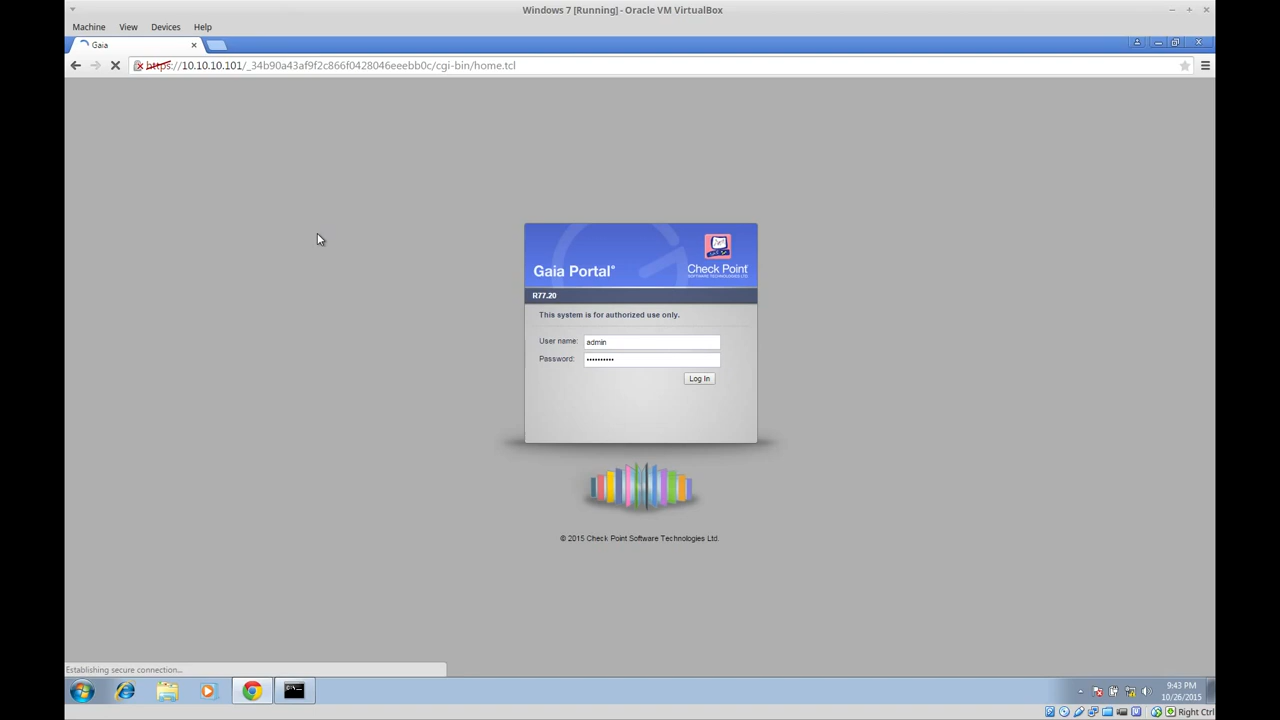 Windows 7 [Running] - Oracle VM VirtualBox
Machine View Devices Help
Gaia
https://10.10.10.101/_34b90a43af9f2c866f0428046eeebb0c/cgi-bin/home.tcl
Gaia Portal
Check Point
SOFTWARE TECHNOLOGIES LTD.
R77.20
This system is for authorized use only.
User name: admin
Password: ••••••••••
Log In
© 2015 Check Point Software Technologies Ltd.
Establishing secure connection...
9:43 PM
10/26/2015
Right Ctrl